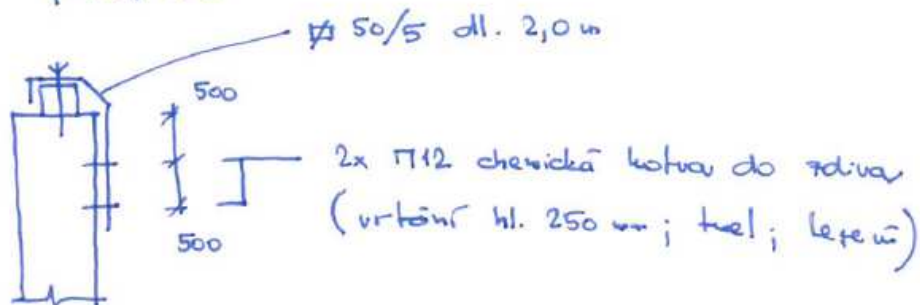 50/5 dl. 2,0 m
500
2x M12 chemická kotva do zdiva
(vrtání hl. 250 mm; tmel; lepení)
500